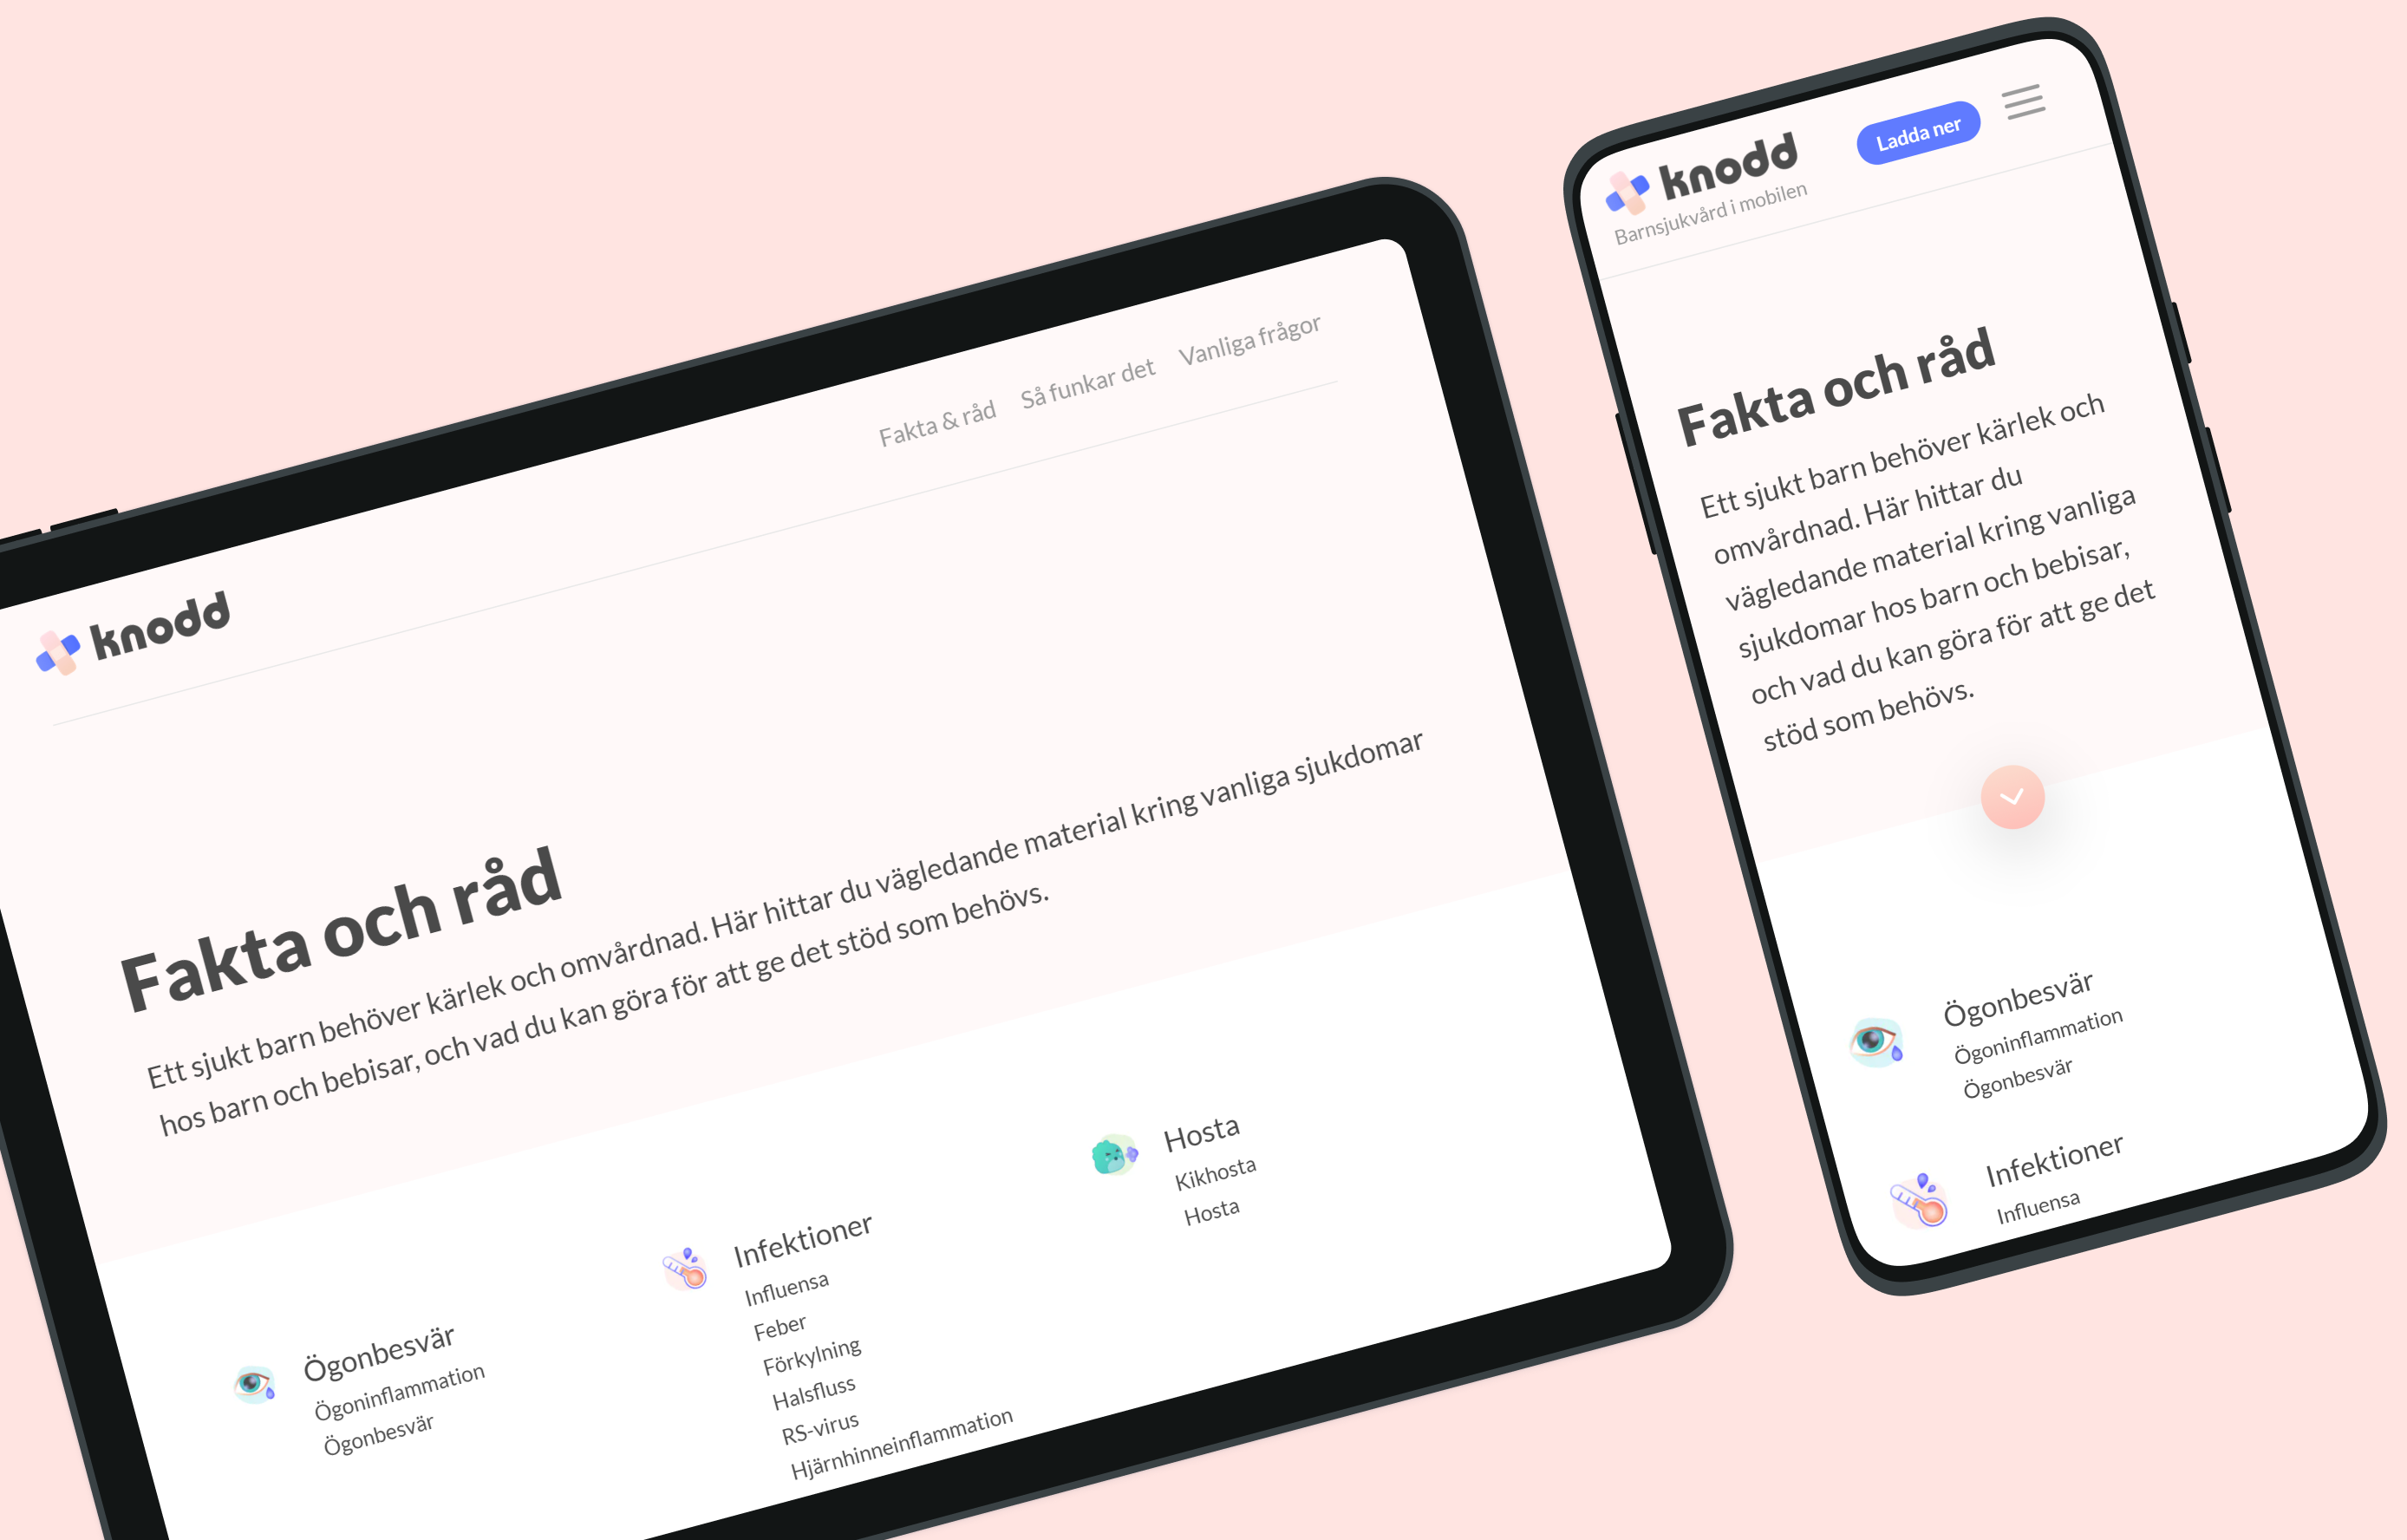 knodd
Fakta & råd
Så funkar det
Vanliga frågor
Fakta och råd
Ett sjukt barn behöver kärlek och omvårdnad. Här hittar du vägledande material kring vanliga sjukdomar
hos barn och bebisar, och vad du kan göra för att ge det stöd som behövs.
Ögonbesvär
Ögoninflammation
Ögonbesvär
Infektioner
Influensa
Feber
Förkylning
Halsfluss
RS-virus
Hjärnhinneinflammation
Hosta
Kikhosta
Hosta
knodd
Barnsjukvård i mobilen
Ladda ner
Fakta och råd
Ett sjukt barn behöver kärlek och
omvårdnad. Här hittar du
vägledande material kring vanliga
sjukdomar hos barn och bebisar,
och vad du kan göra för att ge det
stöd som behövs.
Ögonbesvär
Ögoninflammation
Ögonbesvär
Infektioner
Influensa